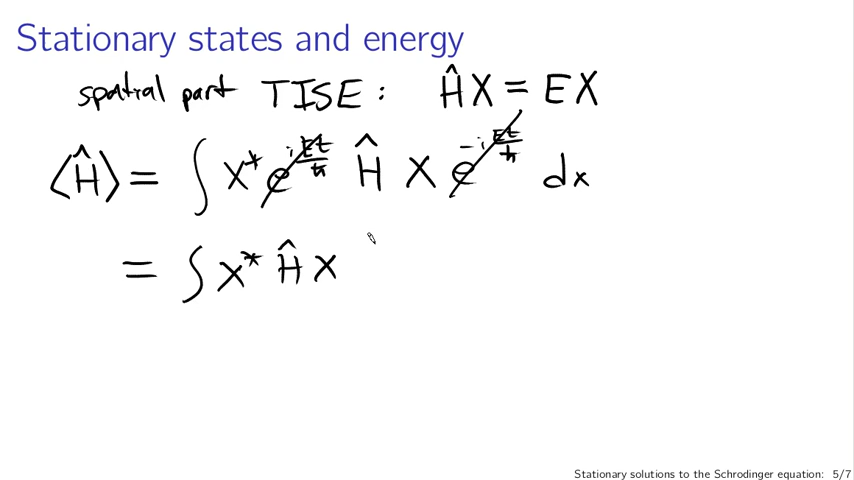 Stationary states and energy
spatial part TISE: ĤX = EX
⟨Ĥ⟩ = ∫ X* e^{iEt/ħ} Ĥ X e^{-iEt/ħ} dx
= ∫ X* Ĥ X
Stationary solutions to the Schrodinger equation: 5/7